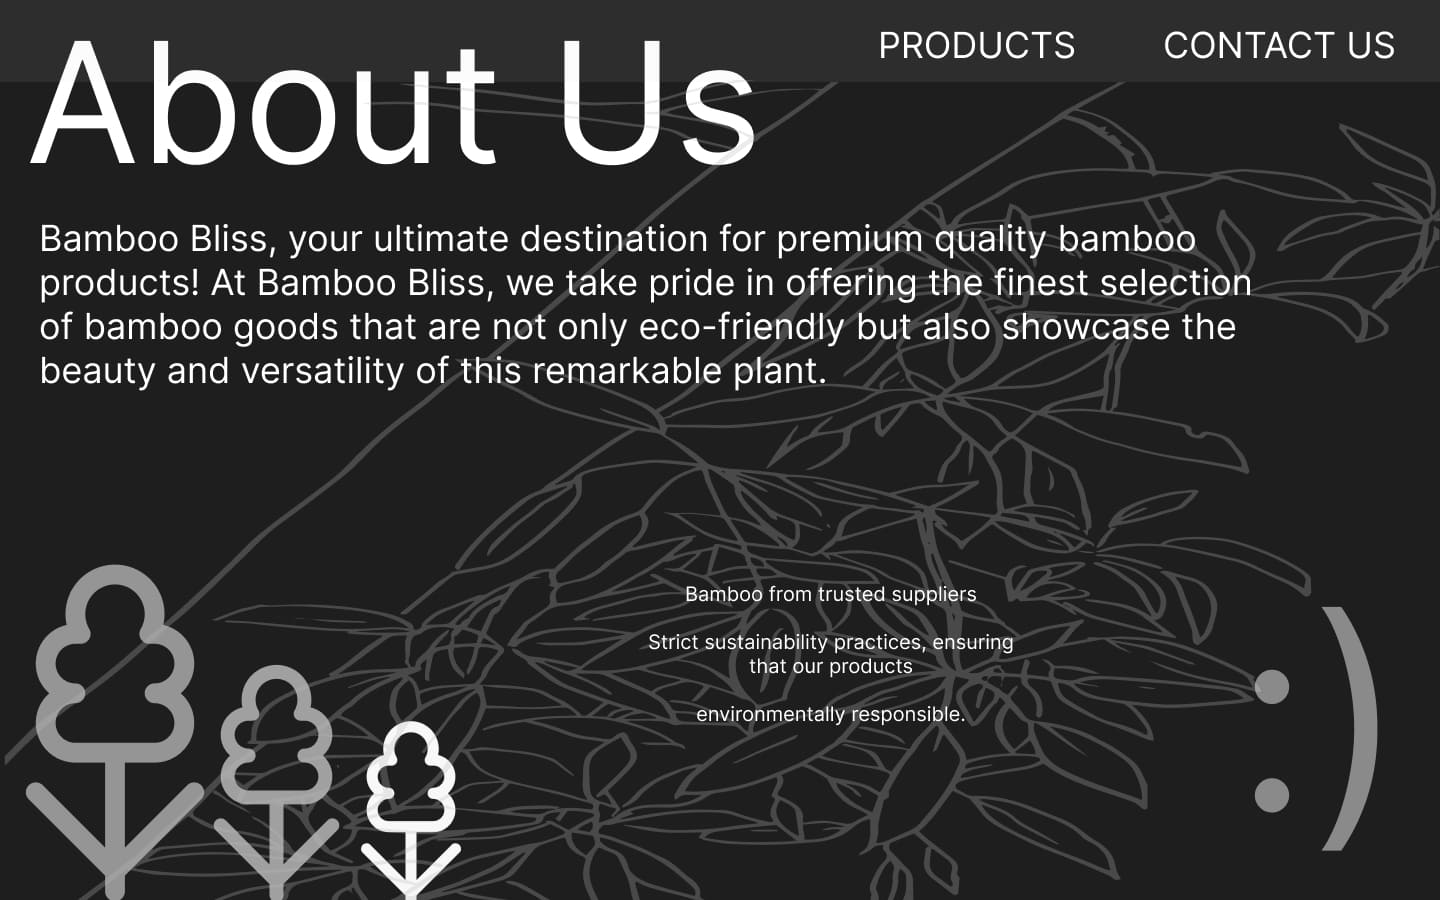 PRODUCTS CONTACT US
About Us
Bamboo Bliss, your ultimate destination for premium quality bamboo
products! At Bamboo Bliss, we take pride in offering the finest selection
of bamboo goods that are not only eco-friendly but also showcase the
beauty and versatility of this remarkable plant.
Bamboo from trusted suppliers
Strict sustainability practices, ensuring
that our products
environmentally responsible.
:)